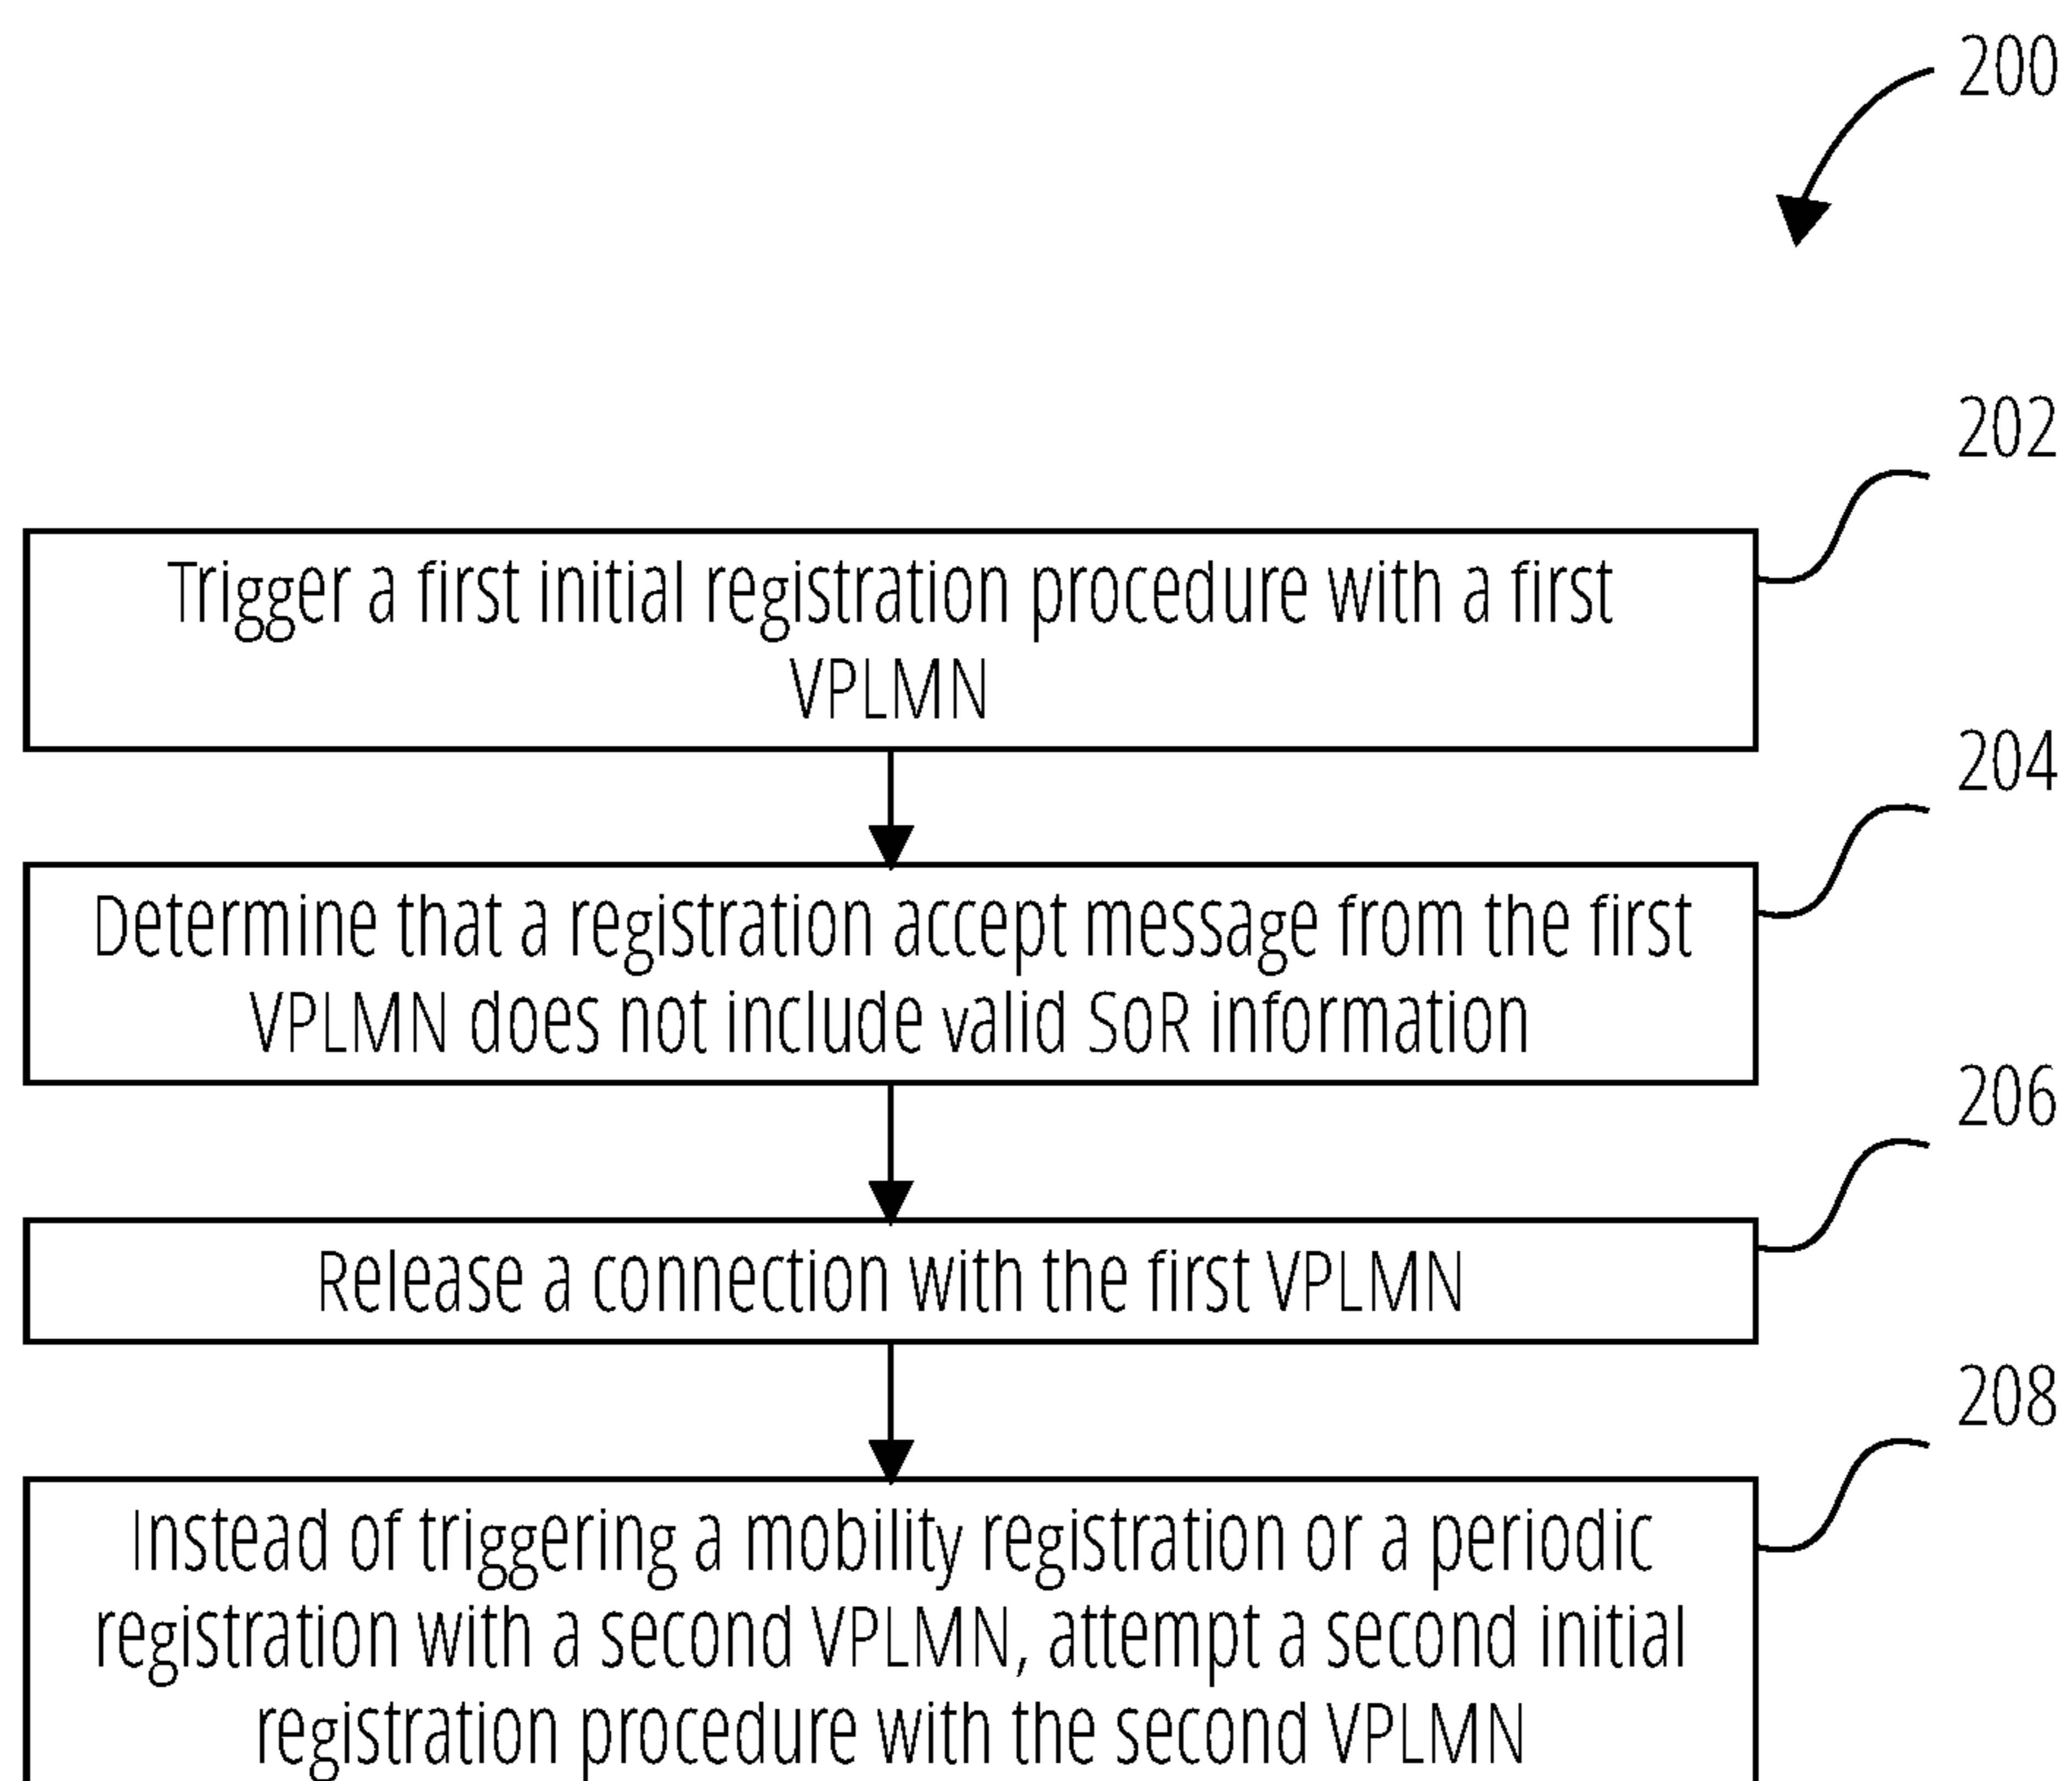 200
202
Trigger a first initial registration procedure with a first
VPLMN
204
Determine that a registration accept message from the first
VPLMN does not include valid SoR information
206
Release a connection with the first VPLMN
208
Instead of triggering a mobility registration or a periodic
registration with a second VPLMN, attempt a second initial
registration procedure with the second VPLMN